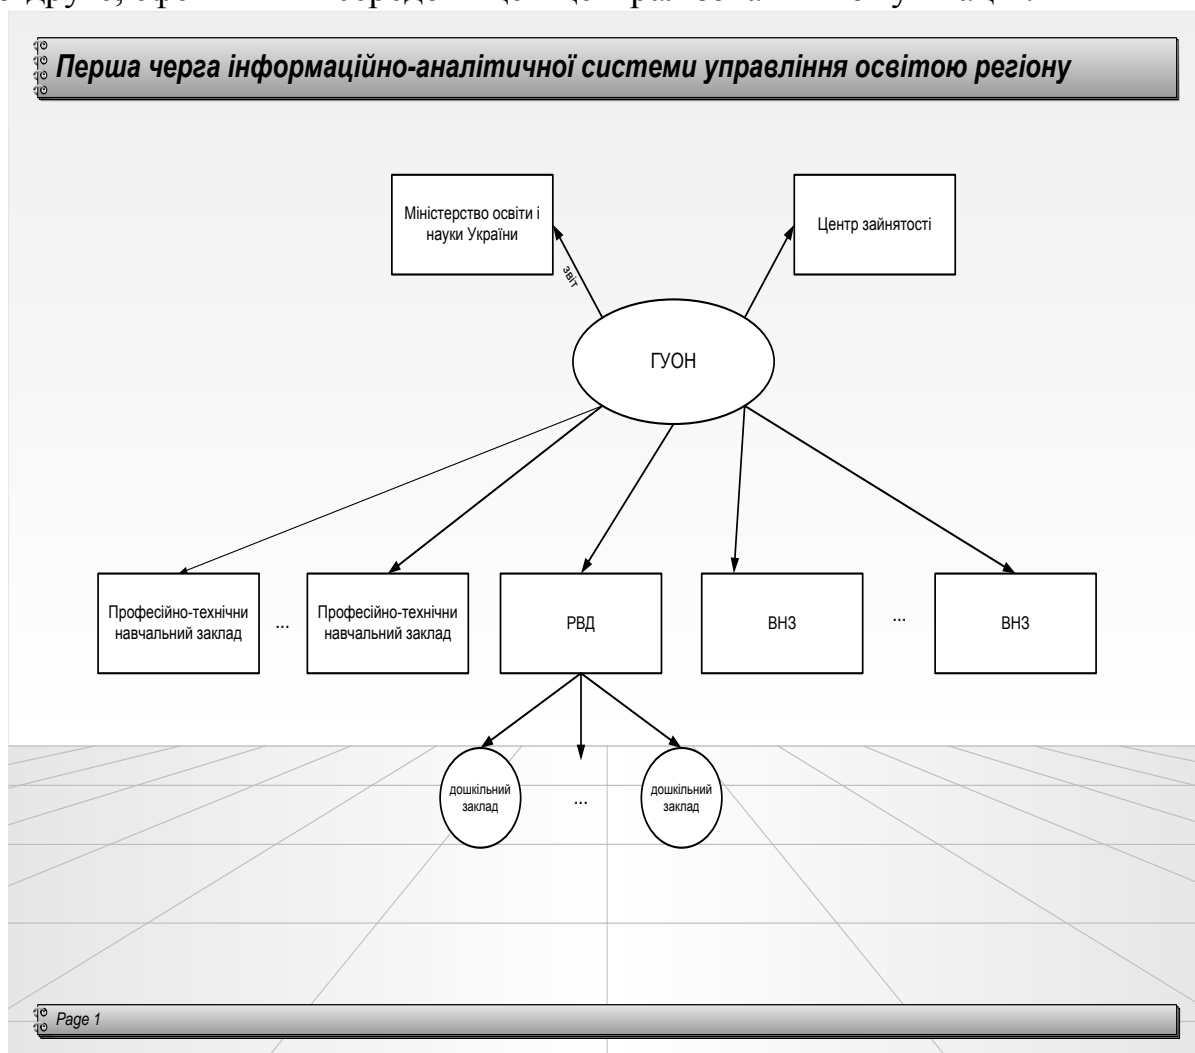 Перша черга інформаційно-аналітичної системи управління освітою регіону
Міністерство освіти і
науки України
Центр зайнятості
звіт
ГУОН
Професійно-технічни
навчальний заклад
...
Професійно-технічни
навчальний заклад
РВД
ВНЗ
...
ВНЗ
дошкільний
заклад
...
дошкільний
заклад
Page 1